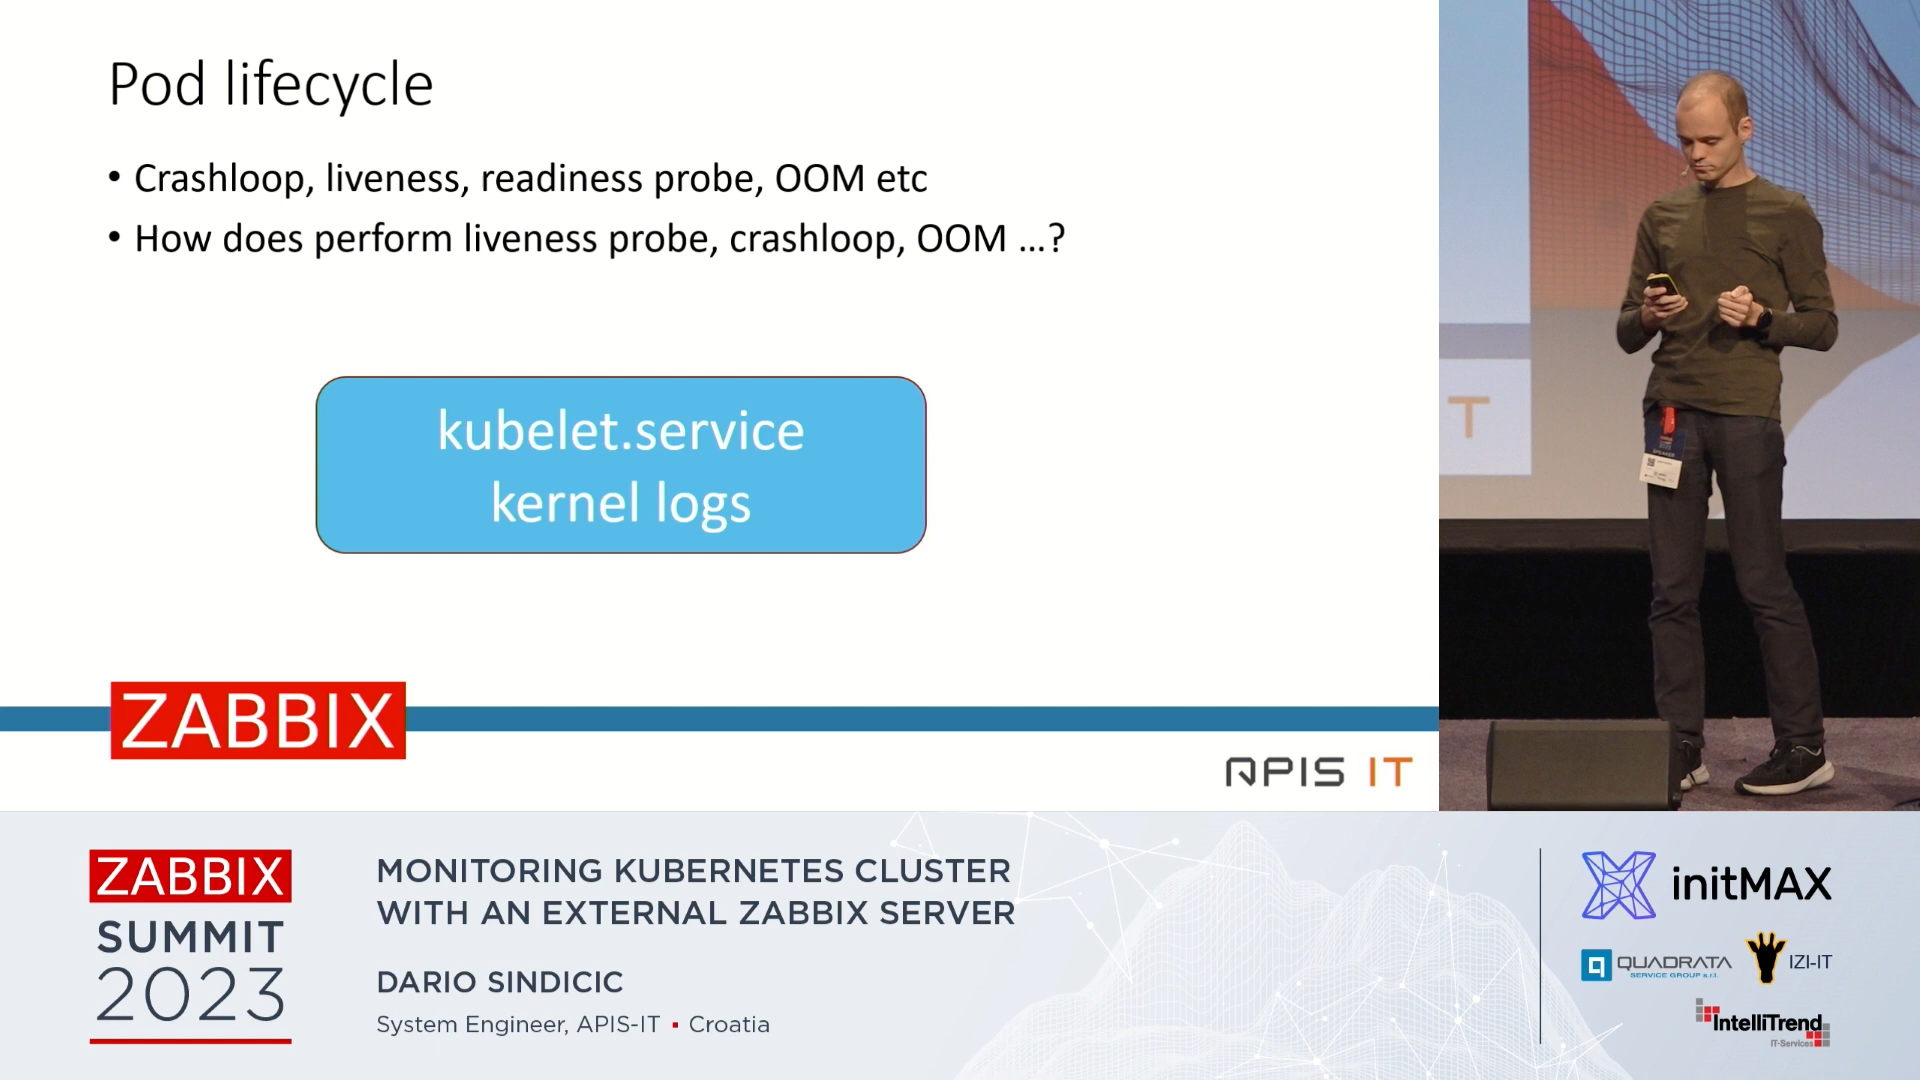 Pod lifecycle
• Crashloop, liveness, readiness probe, OOM etc
• How does perform liveness probe, crashloop, OOM …?
kubelet.service
kernel logs
ZABBIX
APIS IT
T
ZABBIX
SUMMIT
2023
MONITORING KUBERNETES CLUSTER
WITH AN EXTERNAL ZABBIX SERVER
DARIO SINDICIC
System Engineer, APIS-IT ▪ Croatia
initMAX
QUADRATA
SERVICE GROUP s.r.l.
IZI-IT
IntelliTrend
IT-Services